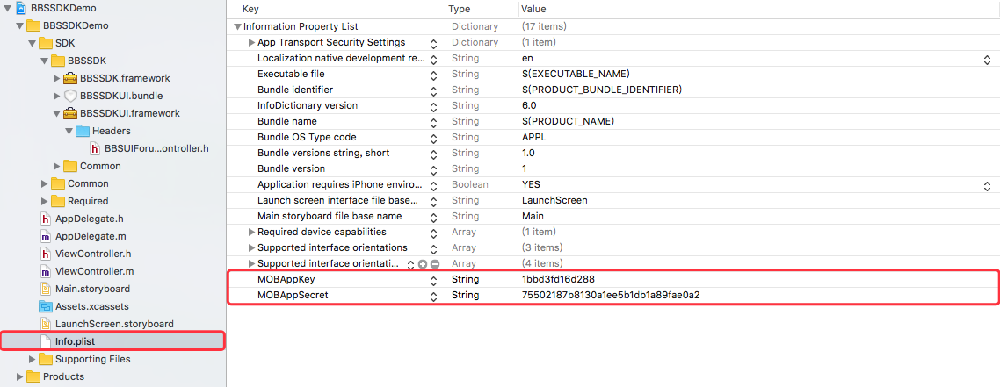 BBSSDKDemo
BBSSDKDemo
SDK
BBSSDK
BBSSDK.framework
BBSSDKUI.bundle
BBSSDKUI.framework
Headers
BBSUIForu...ontroller.h
Common
Common
Required
AppDelegate.h
AppDelegate.m
ViewController.h
ViewController.m
Main.storyboard
Assets.xcassets
LaunchScreen.storyboard
Info.plist
Supporting Files
Products
Key Type Value
Information Property List Dictionary (17 items)
App Transport Security Settings Dictionary (1 item)
Localization native development re... String en
Executable file String $(EXECUTABLE_NAME)
Bundle identifier String $(PRODUCT_BUNDLE_IDENTIFIER)
InfoDictionary version String 6.0
Bundle name String $(PRODUCT_NAME)
Bundle OS Type code String APPL
Bundle versions string, short String 1.0
Bundle version String 1
Application requires iPhone enviro... Boolean YES
Launch screen interface file base... String LaunchScreen
Main storyboard file base name String Main
Required device capabilities Array (1 item)
Supported interface orientations Array (3 items)
Supported interface orientati... Array (4 items)
MOBAppKey String 1bbd3fd16d288
MOBAppSecret String 75502187b8130a1ee5b1db1a89fae0a2